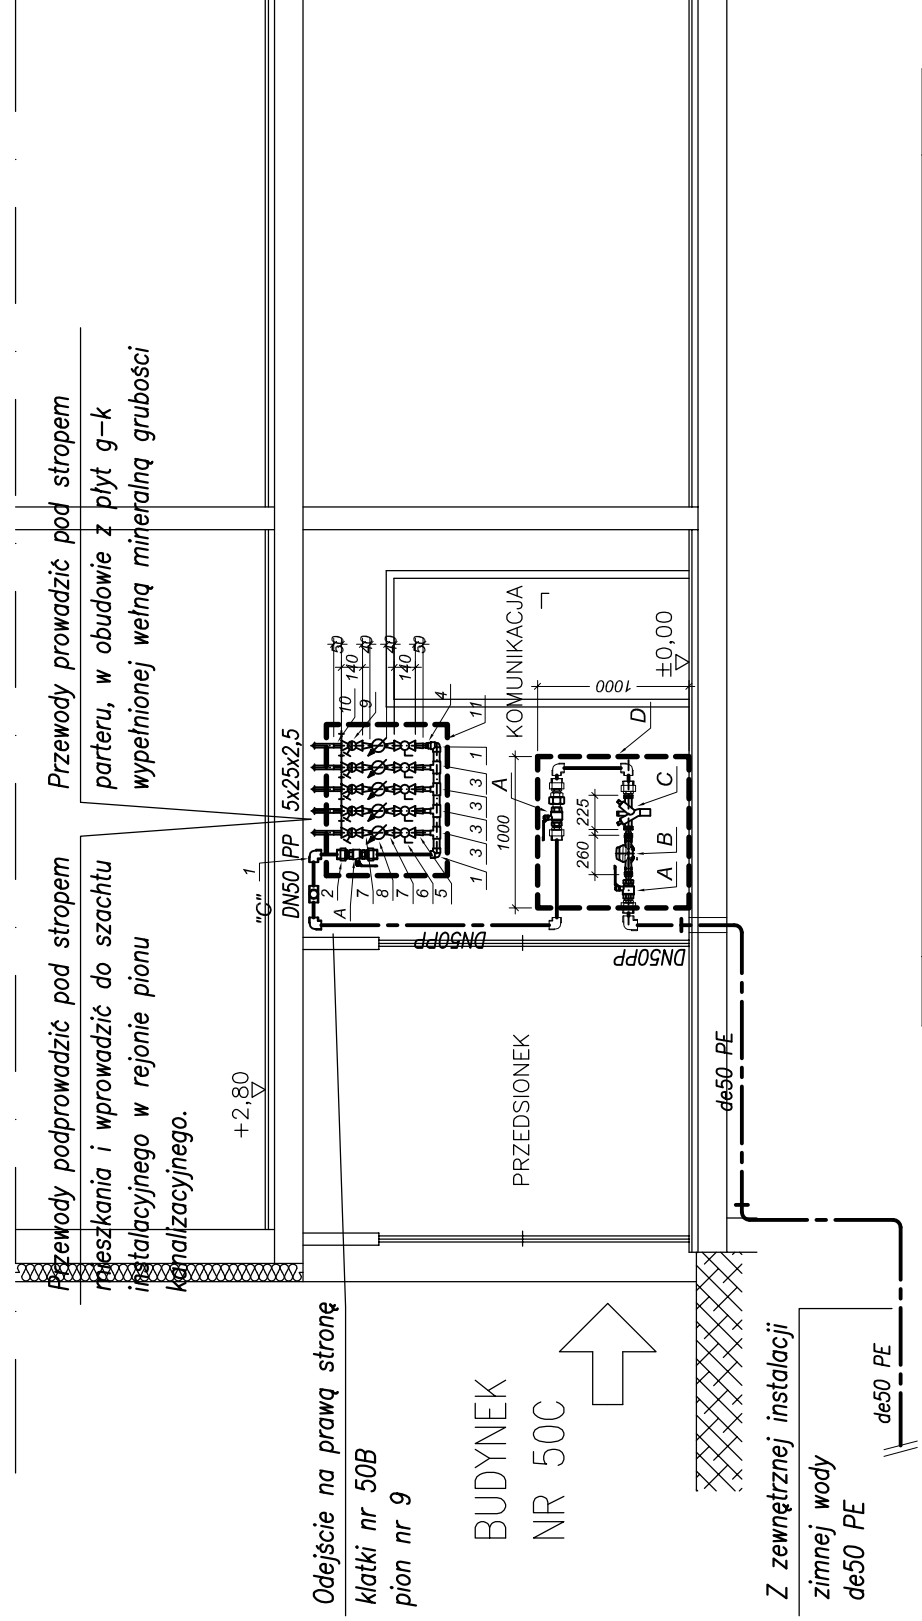 Przewody podprowadzić pod stropem
mieszkania i wprowadzić do szachtu
instalacyjnego w rejonie pionu
kanalizacyjnego.
Przewody prowadzić pod stropem
parteru, w obudowie z płyt g-k
wypełnionej wełną mineralną grubości
+2,80
"C"
1
DN50 PP 5x25x2,5
2
A
7
8
7
6
5
10
9
4
11
50
140
40
40
140
50
1
3
3
3
3
1
Odejście na prawą stronę
klatki nr 50B
pion nr 9
DN50PP
DN50PP
KOMUNIKACJA
±0,00
1000
1000
A
D
260
225
A
B
C
PRZEDSIONEK
BUDYNEK
NR 50C
de50 PE
de50 PE
Z zewnętrznej instalacji
zimnej wody
de50 PE